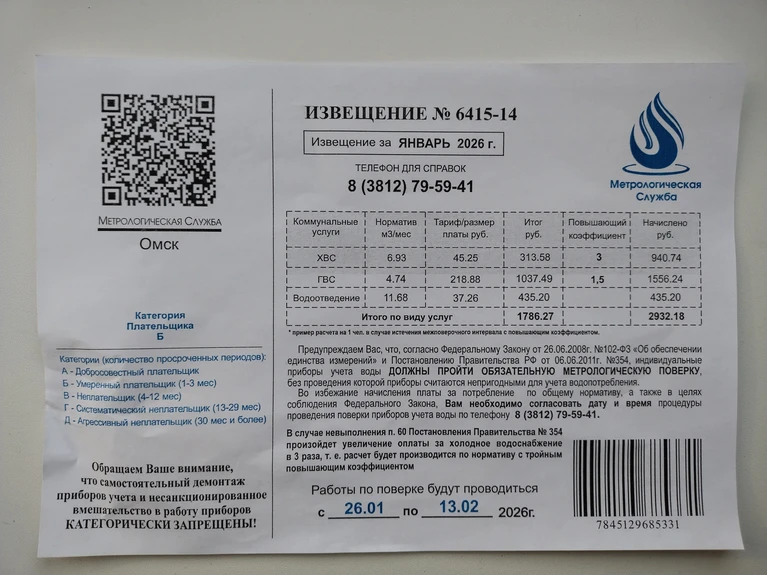 МЕТРОЛОГИЧЕСКАЯ СЛУЖБА
ОМСК
Категория
Плательщика
Б
Категории (количество просроченных периодов):
А - Добросовестный плательщик
Б - Умеренный плательщик (1-3 мес)
В - Неплательщик (4-12 мес)
Г - Систематический неплательщик (13-29 мес)
Д - Агрессивный неплательщик (30 мес и более)
Обращаем Ваше внимание,
что самостоятельный демонтаж
приборов учета и несанкционированное
вмешательство в работу приборов
КАТЕГОРИЧЕСКИ ЗАПРЕЩЕНЫ!
ИЗВЕЩЕНИЕ № 6415-14
Извещение за ЯНВАРЬ 2026 г.
ТЕЛЕФОН ДЛЯ СПРАВОК
8 (3812) 79-59-41
Метрологическая
Служба
Коммунальные услуги Норматив м3/мес Тариф/размер платы руб. Итог руб. Повышающий коэффициент Начислено руб.
ХВС 6.93 45.25 313.58 3 940.74
ГВС 4.74 218.88 1037.49 1,5 1556.24
Водоотведение 11.68 37.26 435.20 435.20
Итого по виду услуг 1786.27 2932.18
* пример расчета на 1 чел. в случае истечения межповерочного интервала с повышающим коэффициентом.
Предупреждаем Вас, что, согласно Федеральному Закону от 26.06.2008г. №102-ФЗ «Об обеспечении
единства измерений» и Постановлению Правительства РФ от 06.06.2011г. №354, индивидуальные
приборы учета воды ДОЛЖНЫ ПРОЙТИ ОБЯЗАТЕЛЬНУЮ МЕТРОЛОГИЧЕСКУЮ ПОВЕРКУ,
без проведения которой приборы считаются непригодными для учета водопотребления.
Во избежание начисления платы за потребление по общему нормативу, а также в целях
соблюдения Федерального Закона, Вам необходимо согласовать дату и время процедуры
проведения поверки приборов учета воды по телефону 8 (3812) 79-59-41.
В случае невыполнения п. 60 Постановления Правительства № 354
произойдет увеличение оплаты за холодное водоснабжение
в 3 раза, т. е. расчет будет производится по нормативу с тройным
повышающим коэффициентом
Работы по поверке будут проводиться
с 26.01 по 13.02 2026г.
7845129685331